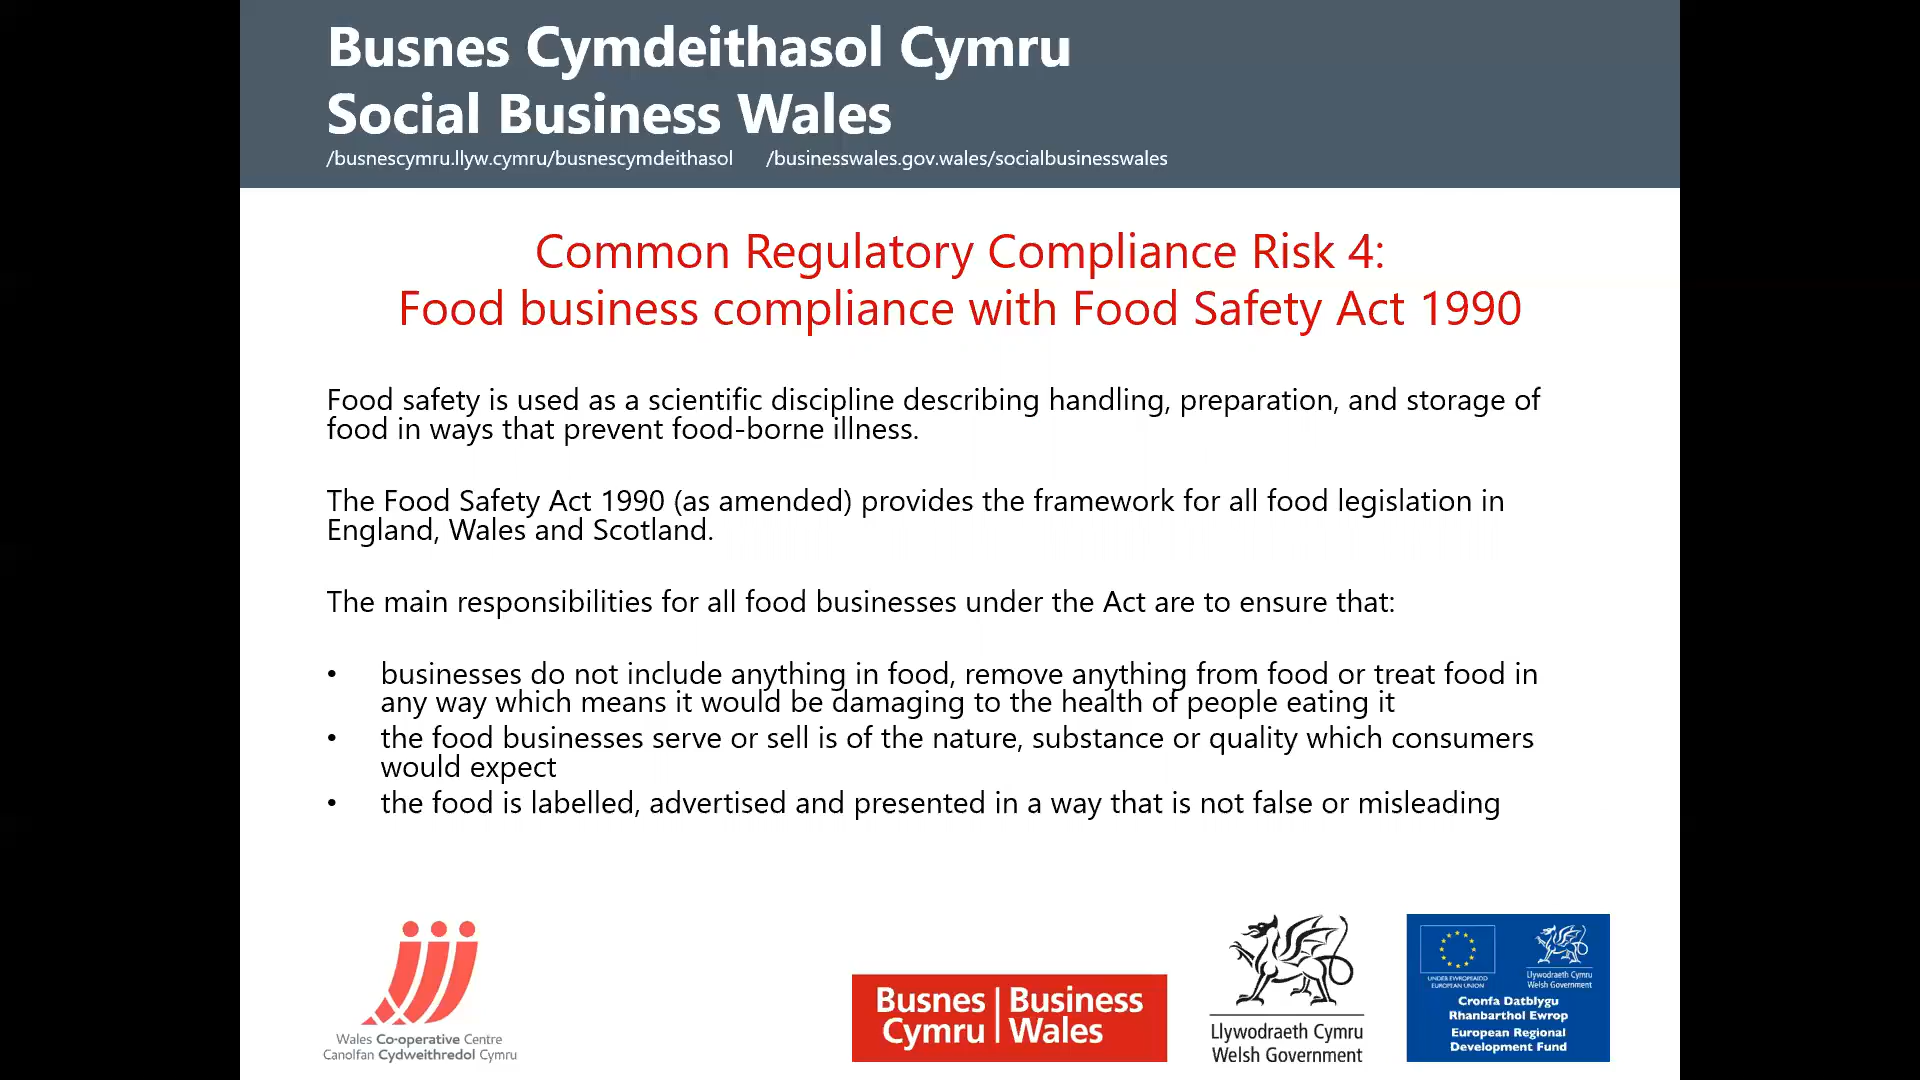 Busnes Cymdeithasol Cymru
Social Business Wales
/busnescymru.llyw.cymru/busnescymdeithasol /businesswales.gov.wales/socialbusinesswales
Common Regulatory Compliance Risk 4:
Food business compliance with Food Safety Act 1990
Food safety is used as a scientific discipline describing handling, preparation, and storage of
food in ways that prevent food-borne illness.
The Food Safety Act 1990 (as amended) provides the framework for all food legislation in
England, Wales and Scotland.
The main responsibilities for all food businesses under the Act are to ensure that:
• businesses do not include anything in food, remove anything from food or treat food in
any way which means it would be damaging to the health of people eating it
• the food businesses serve or sell is of the nature, substance or quality which consumers
would expect
• the food is labelled, advertised and presented in a way that is not false or misleading
Wales Co-operative Centre
Canolfan Cydweithredol Cymru
Busnes Cymru
Business Wales
Llywodraeth Cymru
Welsh Government
UNDEB EWROPEAIDD
EUROPEAN UNION
Llywodraeth Cymru
Welsh Government
Cronfa Datblygu
Rhanbarthol Ewrop
European Regional
Development Fund